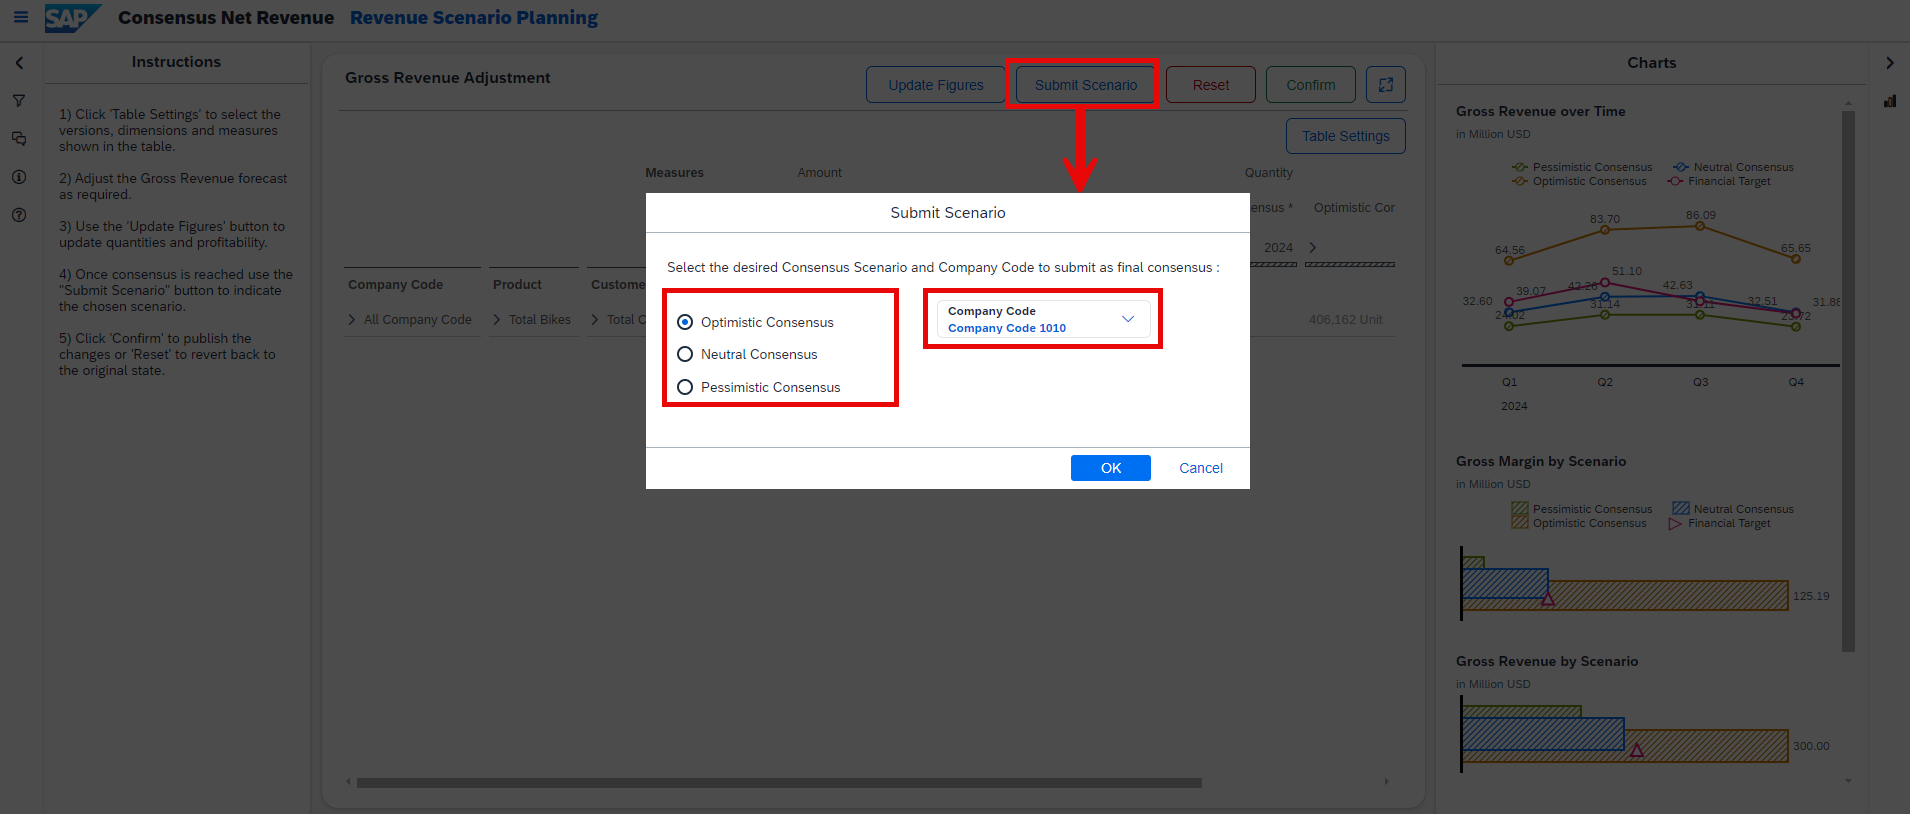 SAP Consensus Net Revenue Revenue Scenario Planning
Instructions
1) Click 'Table Settings' to select the
versions, dimensions and measures
shown in the table.
2) Adjust the Gross Revenue forecast
as required.
3) Use the 'Update Figures' button to
update quantities and profitability.
4) Once consensus is reached use the
"Submit Scenario" button to indicate
the chosen scenario.
5) Click 'Confirm' to publish the
changes or 'Reset' to revert back to
the original state.
Gross Revenue Adjustment
Update Figures
Submit Scenario
Reset
Confirm
Table Settings
Measures
Amount
Quantity
ensus *
Optimistic Cor
2024
Company Code
Product
Custome
All Company Code
Total Bikes
Total C
406,162 Unit
Submit Scenario
Select the desired Consensus Scenario and Company Code to submit as final consensus :
Optimistic Consensus
Neutral Consensus
Pessimistic Consensus
Company Code
Company Code 1010
OK
Cancel
Charts
Gross Revenue over Time
in Million USD
Pessimistic Consensus
Neutral Consensus
Optimistic Consensus
Financial Target
64.56
83.70
86.09
65.65
32.60
39.07
42.26
51.10
42.63
32.51
31.88
24.02
31.14
31.11
23.72
Q1
Q2
Q3
Q4
2024
Gross Margin by Scenario
in Million USD
Pessimistic Consensus
Neutral Consensus
Optimistic Consensus
Financial Target
125.19
Gross Revenue by Scenario
in Million USD
300.00